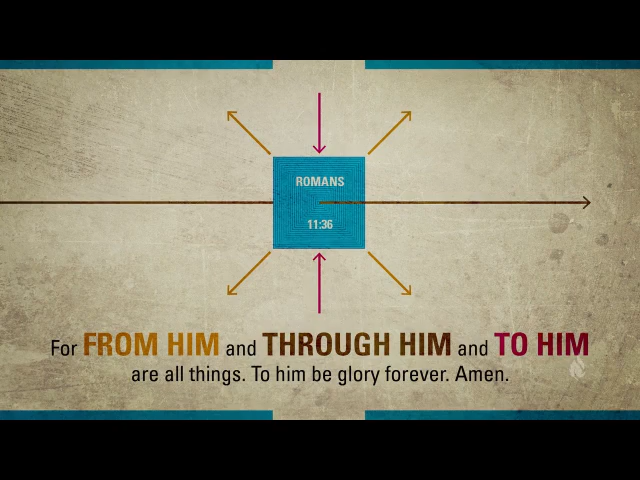 ROMANS
11:36
For FROM HIM and THROUGH HIM and TO HIM
are all things. To him be glory forever. Amen.